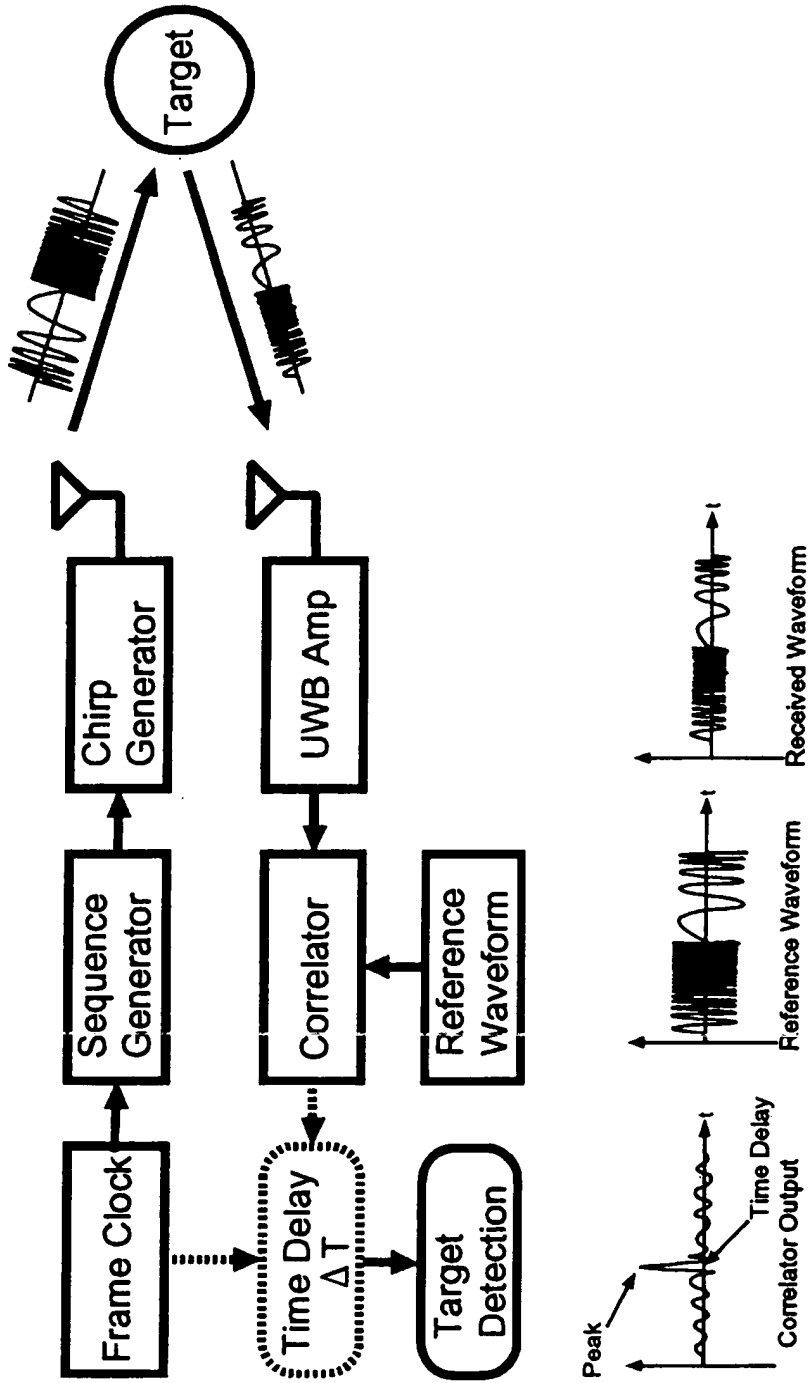 Frame Clock
Sequence
Generator
Chirp
Generator
Target
Time Delay
Δ T
Correlator
UWB Amp
Target
Detection
Reference
Waveform
Peak
t
Time Delay
Correlator Output
t
Reference Waveform
t
Received Waveform